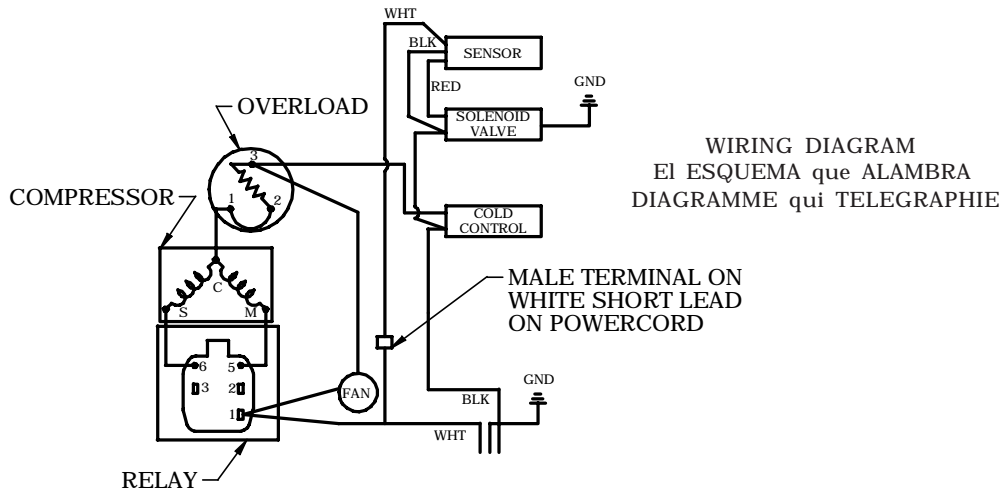 WHT
BLK
SENSOR
RED
GND
SOLENOID
VALVE
OVERLOAD
3
1
2
COMPRESSOR
COLD
CONTROL
WIRING DIAGRAM
El ESQUEMA que ALAMBRA
DIAGRAMME qui TELEGRAPHIE
C
S
M
MALE TERMINAL ON
WHITE SHORT LEAD
ON POWERCORD
6
5
3
2
1
FAN
BLK
GND
WHT
RELAY